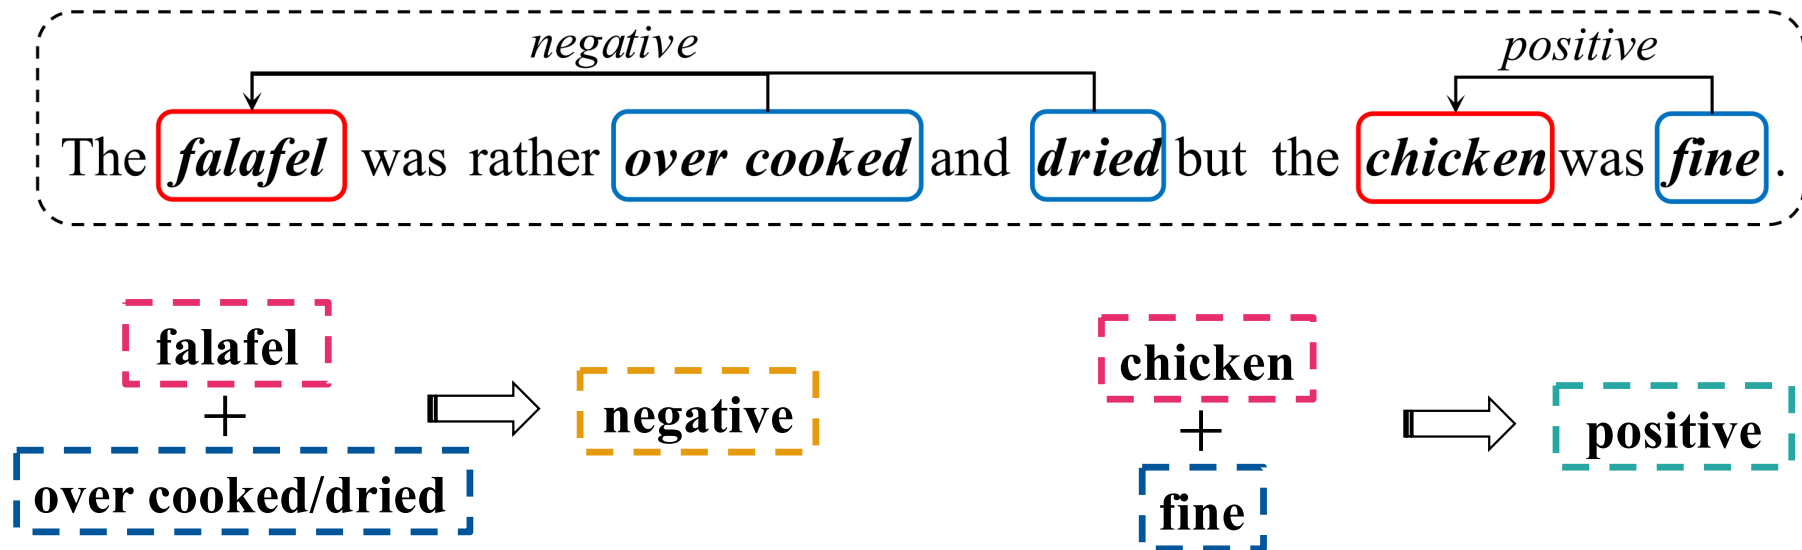 negative positive
The falafel was rather over cooked and dried but the chicken was fine .
falafel
+
over cooked/dried
negative
chicken
+
fine
positive